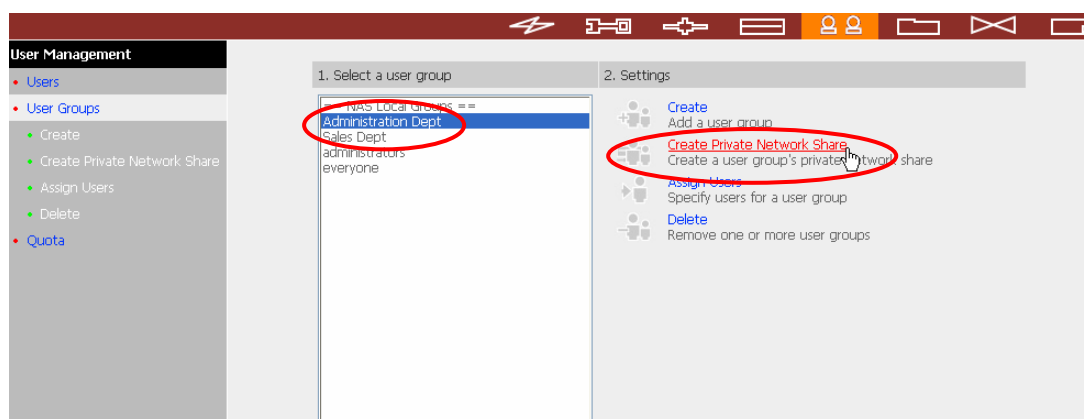 User Management
Users
User Groups
Create
Create Private Network Share
Assign Users
Delete
Quota
1. Select a user group
== NAS Local Groups ==
Administration Dept
Sales Dept
administrators
everyone
2. Settings
Create
Add a user group
Create Private Network Share
Create a user group's private network share
Assign Users
Specify users for a user group
Delete
Remove one or more user groups